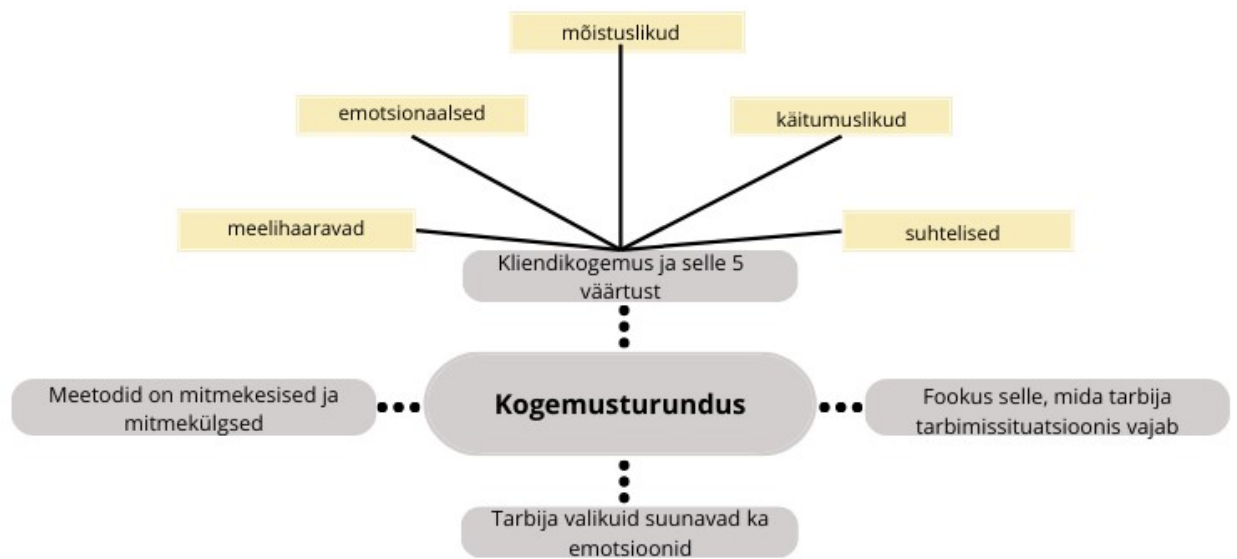 mõistuslikud
emotsionaalsed
käitumuslikud
meelihaaravad
suhtelised
Kliendikogemus ja selle 5
väärtust
Meetodid on mitmekesised ja
mitmekülgsed
Kogemusturundus
Fookus selle, mida tarbija
tarbimissituatsioonis vajab
Tarbija valikuid suunavad ka
emotsioonid